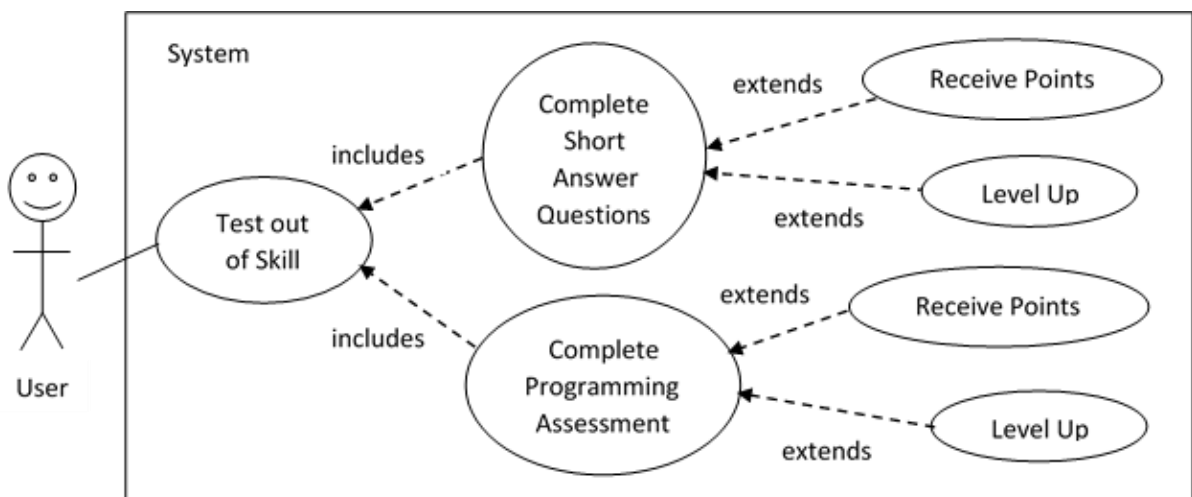 System
Complete
Short
Answer
Questions
extends
Receive Points
includes
Level Up
extends
Test out
of Skill
User
includes
Complete
Programming
Assessment
extends
Receive Points
Level Up
extends